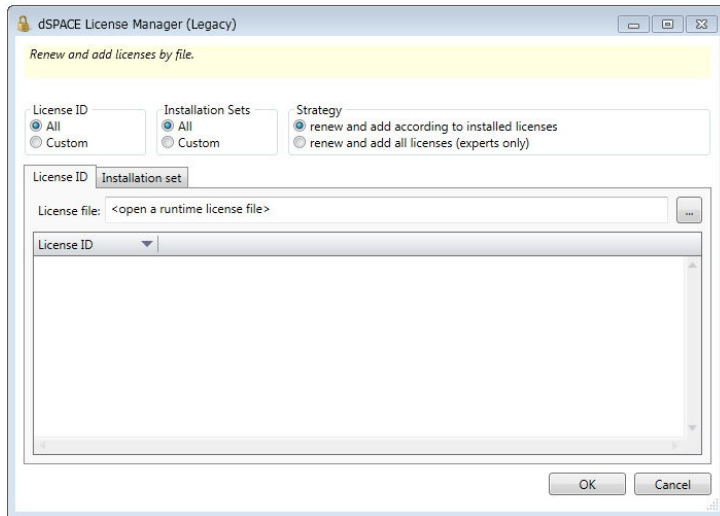 dSPACE License Manager (Legacy)
Renew and add licenses by file.
License ID
All
Custom
Installation Sets
All
Custom
Strategy
renew and add according to installed licenses
renew and add all licenses (experts only)
License ID Installation set
License file: <open a runtime license file> ...
License ID
OK Cancel